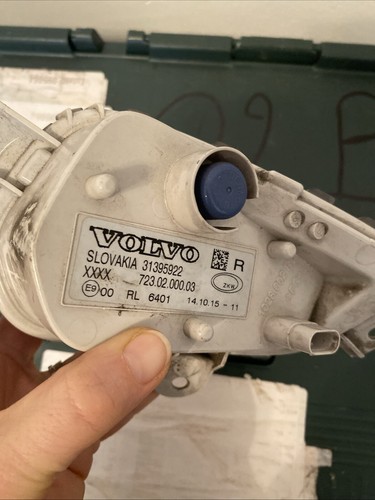 VOLVO
SLOVAKIA 31395922 R
XXXX 723.02.000.03 ZKW
E9 00 RL 6401 14.10.15 - 11